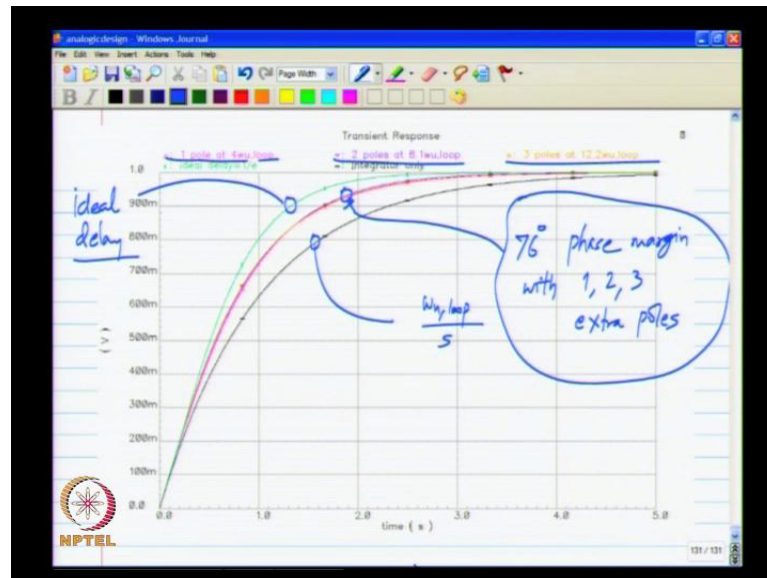 analogicdesign - Windows Journal
File Edit View Insert Actions Tools Help
Page Width
B I
Transient Response
1 pole at 4wu,loop
2 poles at 8.1wu,loop
3 poles at 12.2wu,loop
Integrator only
1.0
900m
800m
700m
600m
500m
400m
300m
200m
100m
0.0
( V )
0.0 1.0 2.0 3.0 4.0 5.0
time ( s )
ideal
delay
ωu,loop
s
76° phase margin
with 1, 2, 3
extra poles
NPTEL
131 / 131